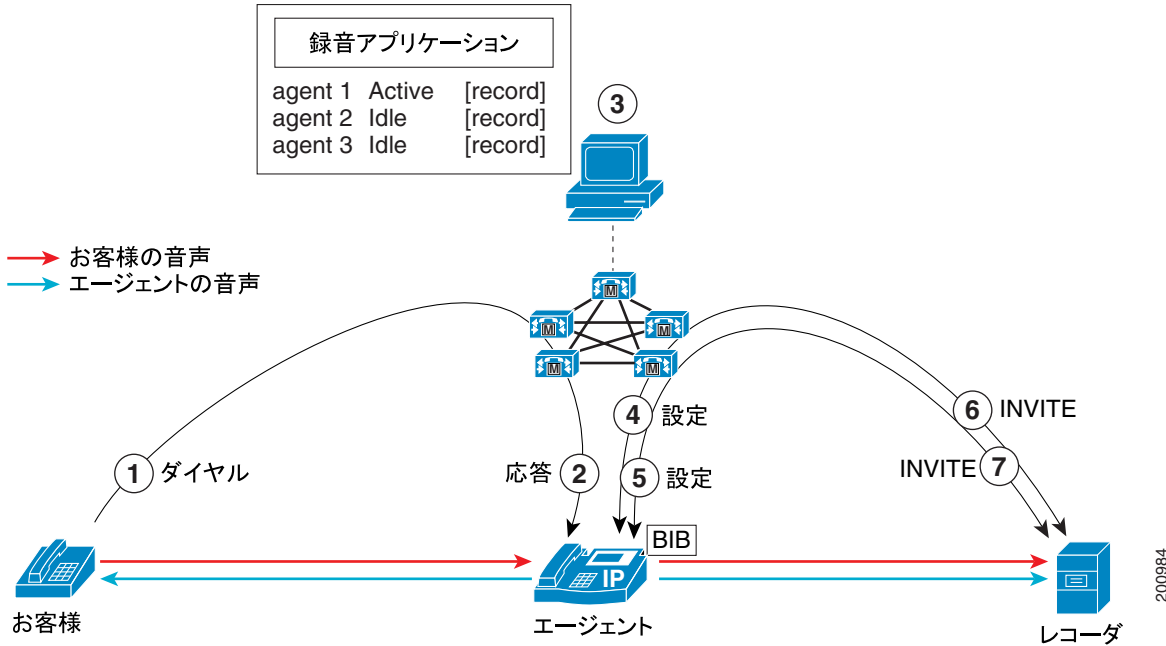 録音アプリケーション
agent 1 Active [record]
agent 2 Idle [record]
agent 3 Idle [record]
3
お客様の音声
エージェントの音声
M
M
M
M
M
4 設定
6 INVITE
1 ダイヤル
応答 2
5 設定
INVITE 7
BIB
IP
お客様
エージェント
レコーダ
200984